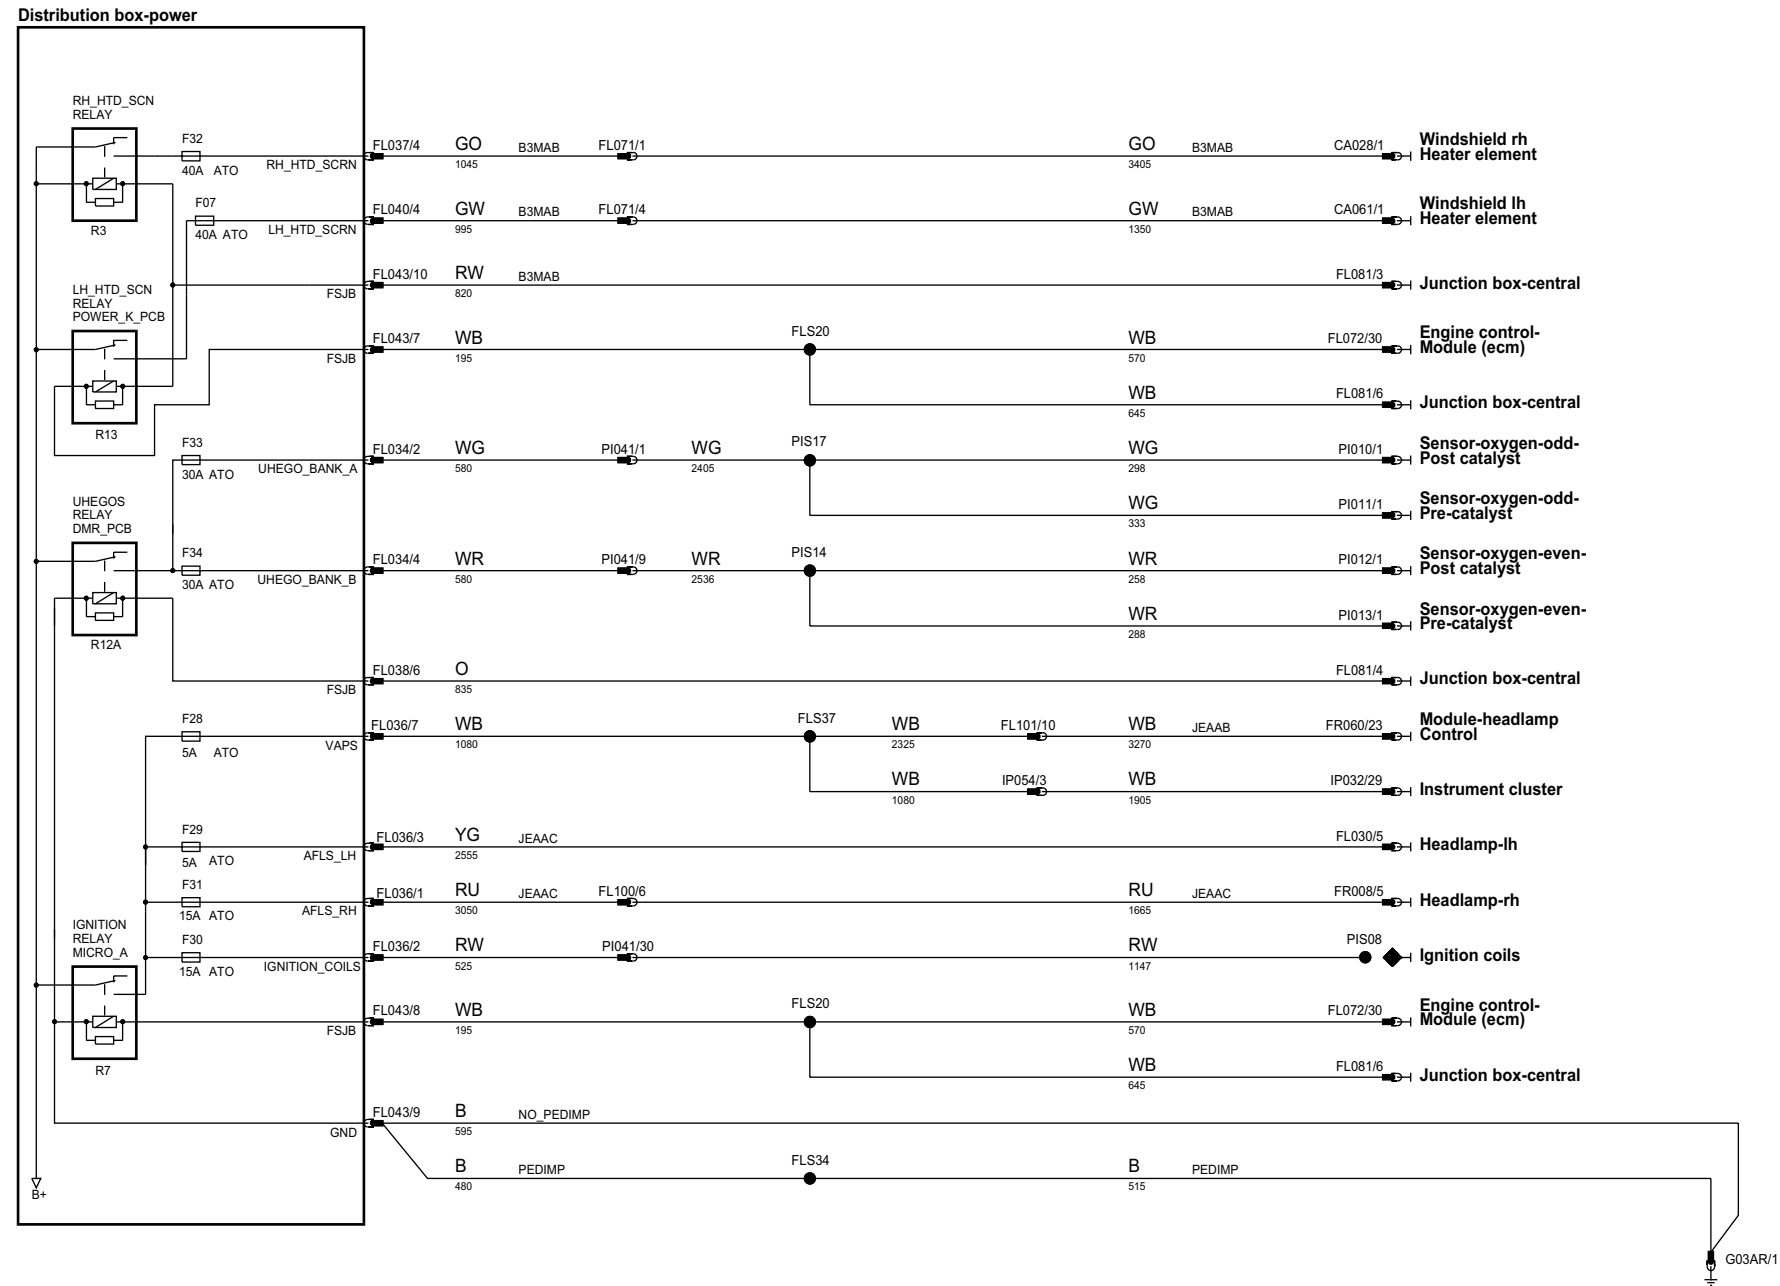 Distribution box-power
RH_HTD_SCN
RELAY
F32
40A ATO
RH_HTD_SCRN
R3
FL037/4
GO
1045
B3MAB
FL071/1
GO
3405
B3MAB
CA028/1
Windshield rh
Heater element
F07
40A ATO
LH_HTD_SCRN
FL040/4
GW
995
B3MAB
FL071/4
GW
1350
B3MAB
CA061/1
Windshield lh
Heater element
FSJB
FL043/10
RW
820
B3MAB
FL081/3
Junction box-central
LH_HTD_SCN
RELAY
POWER_K_PCB
R13
FSJB
FL043/7
WB
195
FLS20
WB
570
FL072/30
Engine control-
Module (ecm)
WB
645
FL081/6
Junction box-central
F33
30A ATO
UHEGO_BANK_A
FL034/2
WG
580
PI041/1
WG
2405
PIS17
WG
298
PI010/1
Sensor-oxygen-odd-
Post catalyst
WG
333
PI011/1
Sensor-oxygen-odd-
Pre-catalyst
UHEGOS
RELAY
DMR_PCB
R12A
F34
30A ATO
UHEGO_BANK_B
FL034/4
WR
580
PI041/9
WR
2536
PIS14
WR
258
PI012/1
Sensor-oxygen-even-
Post catalyst
WR
288
PI013/1
Sensor-oxygen-even-
Pre-catalyst
FSJB
FL038/6
O
835
FL081/4
Junction box-central
F28
5A ATO
VAPS
FL036/7
WB
1080
FLS37
WB
2325
FL101/10
WB
3270
JEAAB
FR060/23
Module-headlamp
Control
WB
1080
IP054/3
WB
1905
IP032/29
Instrument cluster
F29
5A ATO
AFLS_LH
FL036/3
YG
2555
JEAAC
FL030/5
Headlamp-lh
F31
15A ATO
AFLS_RH
FL036/1
RU
3050
JEAAC
FL100/6
RU
1665
JEAAC
FR008/5
Headlamp-rh
IGNITION
RELAY
MICRO_A
R7
F30
15A ATO
IGNITION_COILS
FL036/2
RW
525
PI041/30
RW
1147
PIS08
Ignition coils
FSJB
FL043/8
WB
195
FLS20
WB
570
FL072/30
Engine control-
Module (ecm)
WB
645
FL081/6
Junction box-central
GND
FL043/9
B
595
NO_PEDIMP
B
480
PEDIMP
FLS34
B
515
PEDIMP
B+
G03AR/1